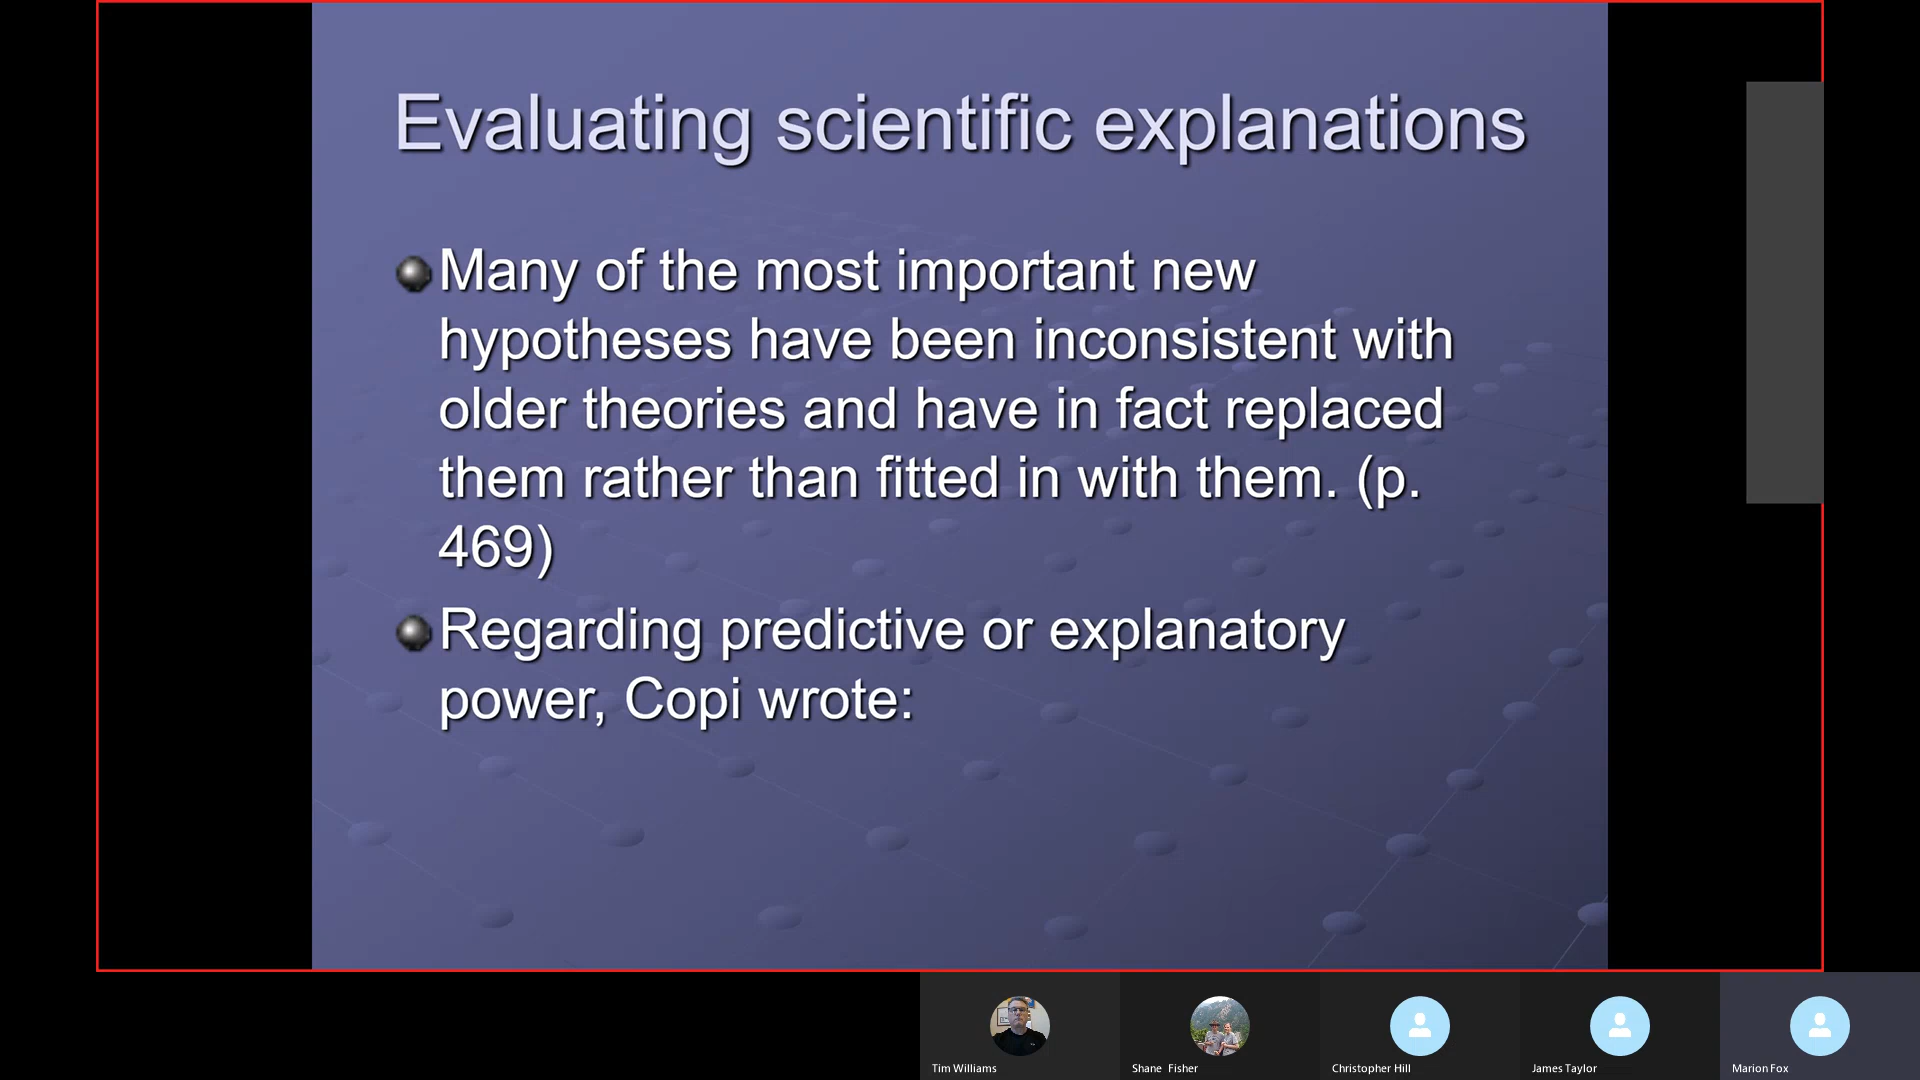 Evaluating scientific explanations
Many of the most important new
hypotheses have been inconsistent with
older theories and have in fact replaced
them rather than fitted in with them. (p.
469)
Regarding predictive or explanatory
power, Copi wrote:
Tim Williams
Shane  Fisher
Christopher Hill
James Taylor
Marion Fox